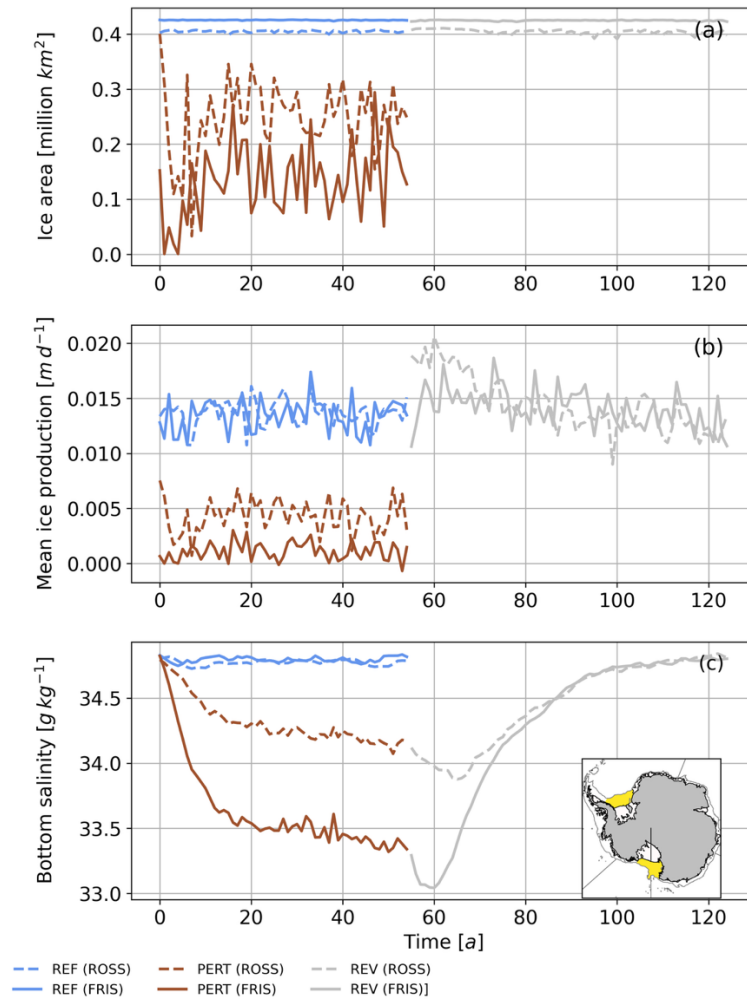 (a)
Ice area [million km²]
0.4
0.3
0.2
0.1
0.0
0 20 40 60 80 100 120
(b)
Mean ice production [m d⁻¹]
0.020
0.015
0.010
0.005
0.000
0 20 40 60 80 100 120
(c)
Bottom salinity [g kg⁻¹]
34.5
34.0
33.5
33.0
0 20 40 60 80 100 120
Time [a]
REF (ROSS) PERT (ROSS) REV (ROSS)
REF (FRIS) PERT (FRIS) REV (FRIS)]